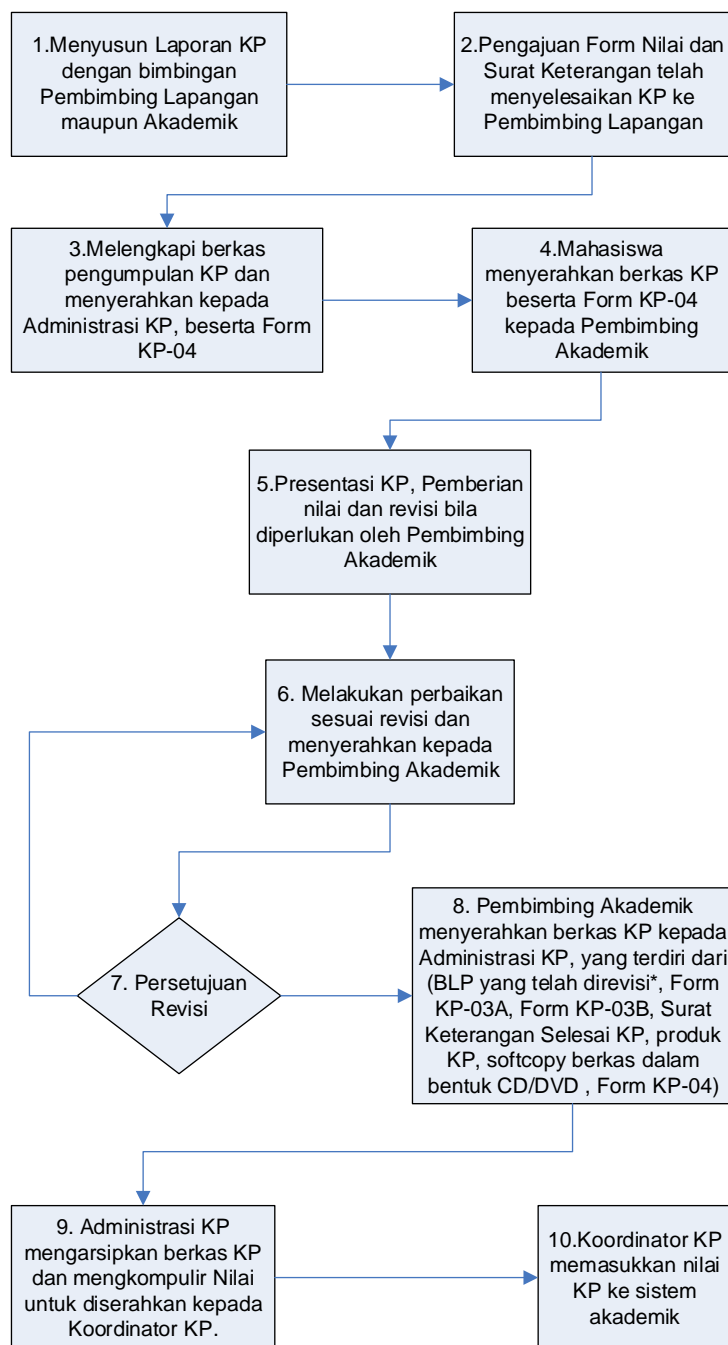 1.Menyusun Laporan KP
dengan bimbingan
Pembimbing Lapangan
maupun Akademik
2.Pengajuan Form Nilai dan
Surat Keterangan telah
menyelesaikan KP ke
Pembimbing Lapangan
3.Melengkapi berkas
pengumpulan KP dan
menyerahkan kepada
Administrasi KP, beserta Form
KP-04
4.Mahasiswa
menyerahkan berkas KP
beserta Form KP-04
kepada Pembimbing
Akademik
5.Presentasi KP, Pemberian
nilai dan revisi bila
diperlukan oleh Pembimbing
Akademik
6. Melakukan perbaikan
sesuai revisi dan
menyerahkan kepada
Pembimbing Akademik
7. Persetujuan
Revisi
8. Pembimbing Akademik
menyerahkan berkas KP kepada
Administrasi KP, yang terdiri dari
(BLP yang telah direvisi*, Form
KP-03A, Form KP-03B, Surat
Keterangan Selesai KP, produk
KP, softcopy berkas dalam
bentuk CD/DVD , Form KP-04)
9. Administrasi KP
mengarsipkan berkas KP
dan mengkompulir Nilai
untuk diserahkan kepada
Koordinator KP.
10.Koordinator KP
memasukkan nilai
KP ke sistem
akademik